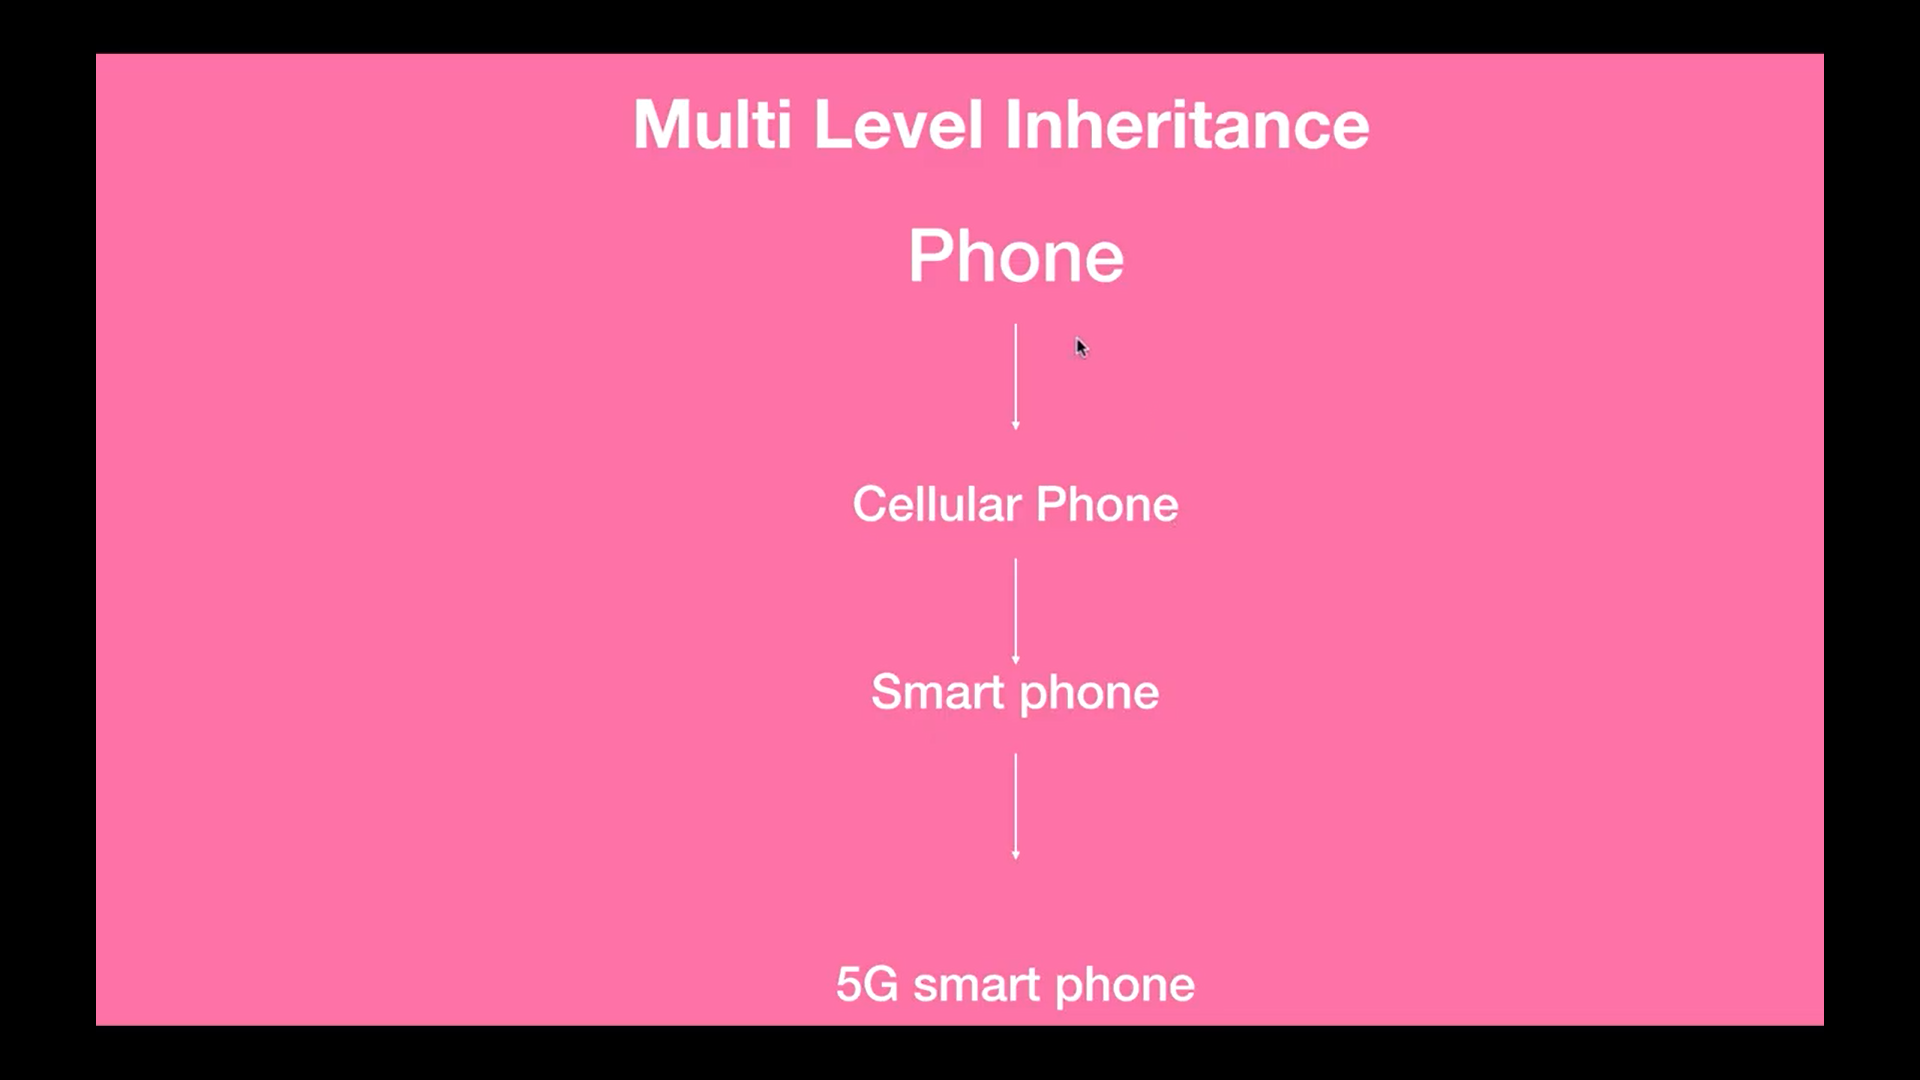 Multi Level Inheritance
Phone
Cellular Phone
Smart phone
5G smart phone